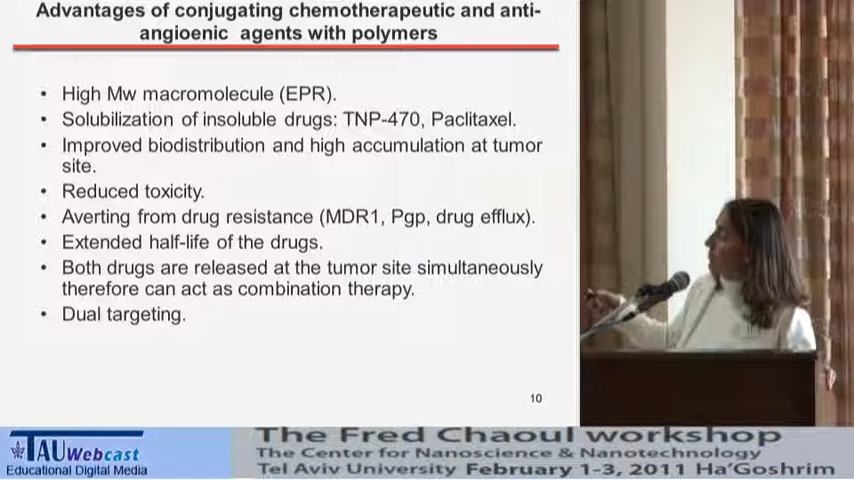 Advantages of conjugating chemotherapeutic and anti-
angioenic agents with polymers
• High Mw macromolecule (EPR).
• Solubilization of insoluble drugs: TNP-470, Paclitaxel.
• Improved biodistribution and high accumulation at tumor
site.
• Reduced toxicity.
• Averting from drug resistance (MDR1, Pgp, drug efflux).
• Extended half-life of the drugs.
• Both drugs are released at the tumor site simultaneously
therefore can act as combination therapy.
• Dual targeting.
10
TAU Webcast
Educational Digital Media
The Fred Chaoul workshop
The Center for Nanoscience & Nanotechnology
Tel Aviv University February 1-3, 2011 Ha'Goshrim